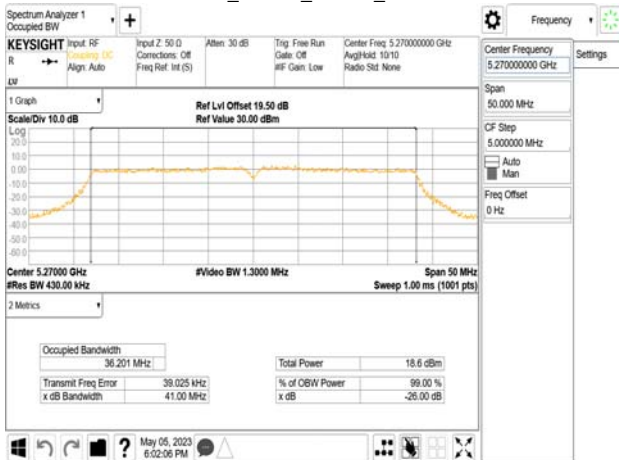 Spectrum Analyzer 1
Occupied BW
+
Frequency
KEYSIGHT
Input: RF
Coupling: DC
Align: Auto
R
LXI
Input Z: 50 Ω
Corrections: Off
Freq Ref: Int (S)
Atten: 30 dB
Trig: Free Run
Gate: Off
#IF Gain: Low
Center Freq: 5.270000000 GHz
Avg|Hold: 10/10
Radio Std: None
Center Frequency
5.270000000 GHz
Settings
Span
50.000 MHz
CF Step
5.000000 MHz
Auto
Man
Freq Offset
0 Hz
1 Graph
Scale/Div 10.0 dB
Ref Lvl Offset 19.50 dB
Ref Value 30.00 dBm
Log
20.0
10.0
0.00
-10.0
-20.0
-30.0
-40.0
-50.0
-60.0
Center 5.27000 GHz
#Video BW 1.3000 MHz
Span 50 MHz
#Res BW 430.00 kHz
Sweep 1.00 ms (1001 pts)
2 Metrics
Occupied Bandwidth
36.201 MHz
Total Power 18.6 dBm
Transmit Freq Error 39.025 kHz
% of OBW Power 99.00 %
x dB Bandwidth 41.00 MHz
x dB -26.00 dB
?
May 05, 2023
6:02:06 PM